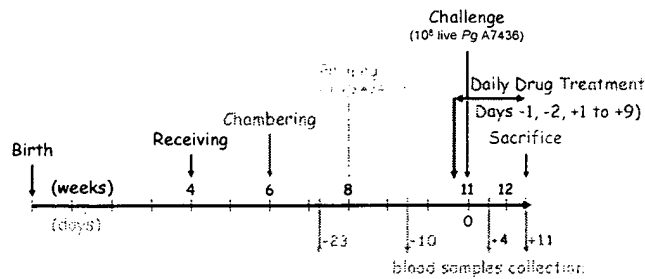 Challenge
(10⁸ live Pg A7436)
Daily Drug Treatment
Days -1, -2, +1 to +9)
Chambering
Receiving
Sacrifice
Birth
(weeks) 4 6 8 11 12
(days) 0
-23 -10 +4 +11
blood samples collection